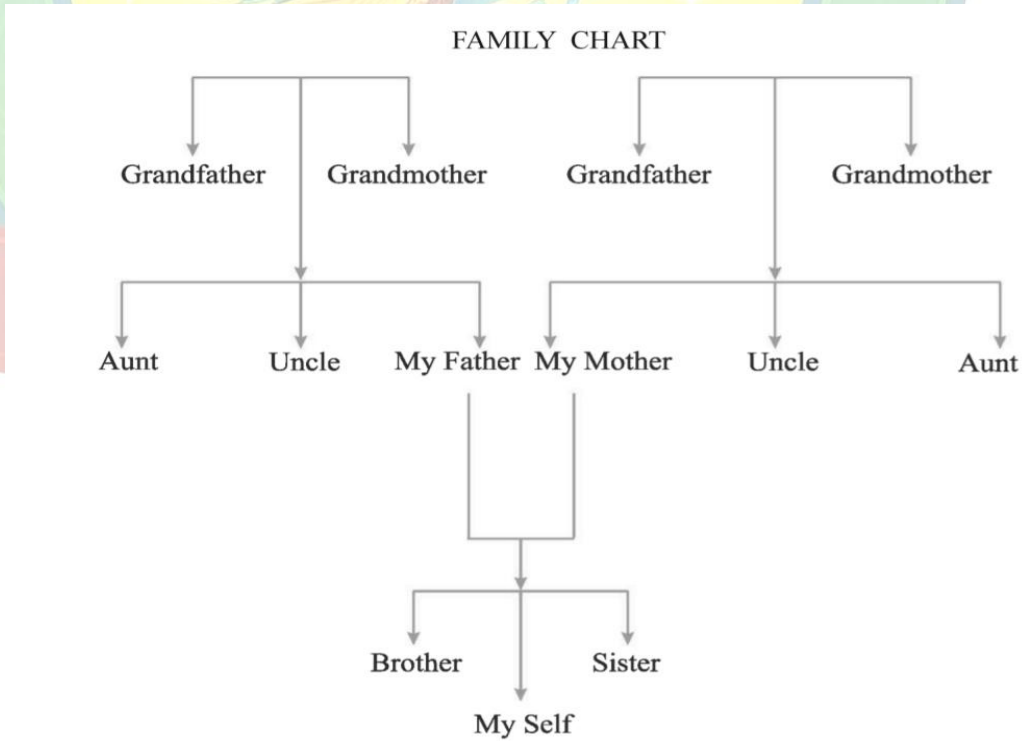 FAMILY CHART
Grandfather Grandmother Grandfather Grandmother
Aunt Uncle My Father My Mother Uncle Aunt
Brother Sister
My Self